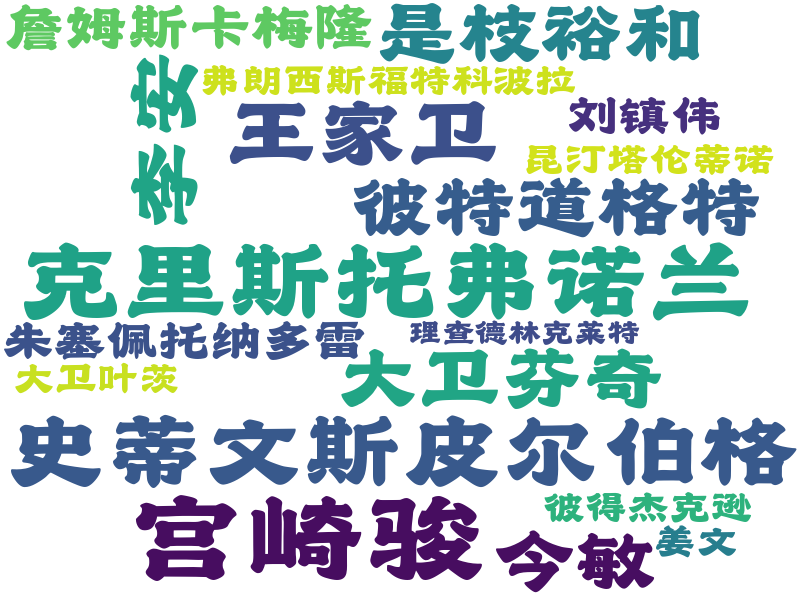 詹姆斯卡梅隆
是枝裕和
李安
弗朗西斯福特科波拉
王家卫
刘镇伟
昆汀塔伦蒂诺
彼特道格特
克里斯托弗诺兰
朱塞佩托纳多雷
理查德林克莱特
大卫叶茨
大卫芬奇
史蒂文斯皮尔伯格
宫崎骏
彼得杰克逊
今敏
姜文